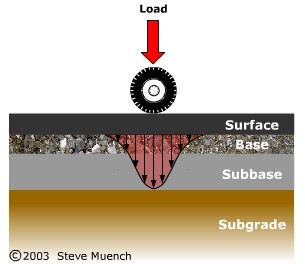 Load
Surface
Base
Subbase
Subgrade
©2003 Steve Muench